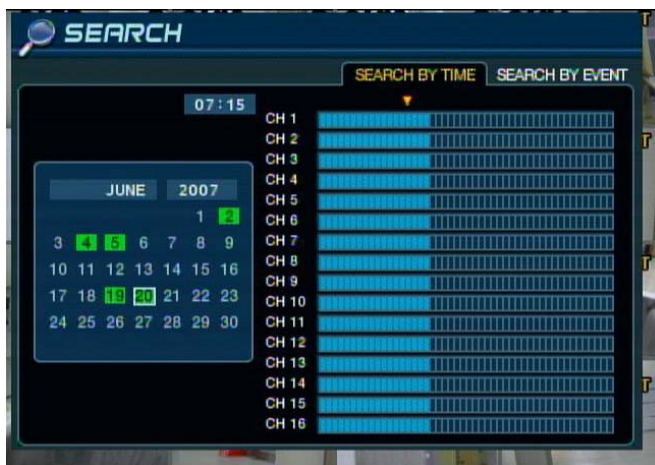 SEARCH
SEARCH BY TIME SEARCH BY EVENT
07:15
JUNE 2007
1 2
3 4 5 6 7 8 9
10 11 12 13 14 15 16
17 18 19 20 21 22 23
24 25 26 27 28 29 30
CH 1
CH 2
CH 3
CH 4
CH 5
CH 6
CH 7
CH 8
CH 9
CH 10
CH 11
CH 12
CH 13
CH 14
CH 15
CH 16
T
T
T
T